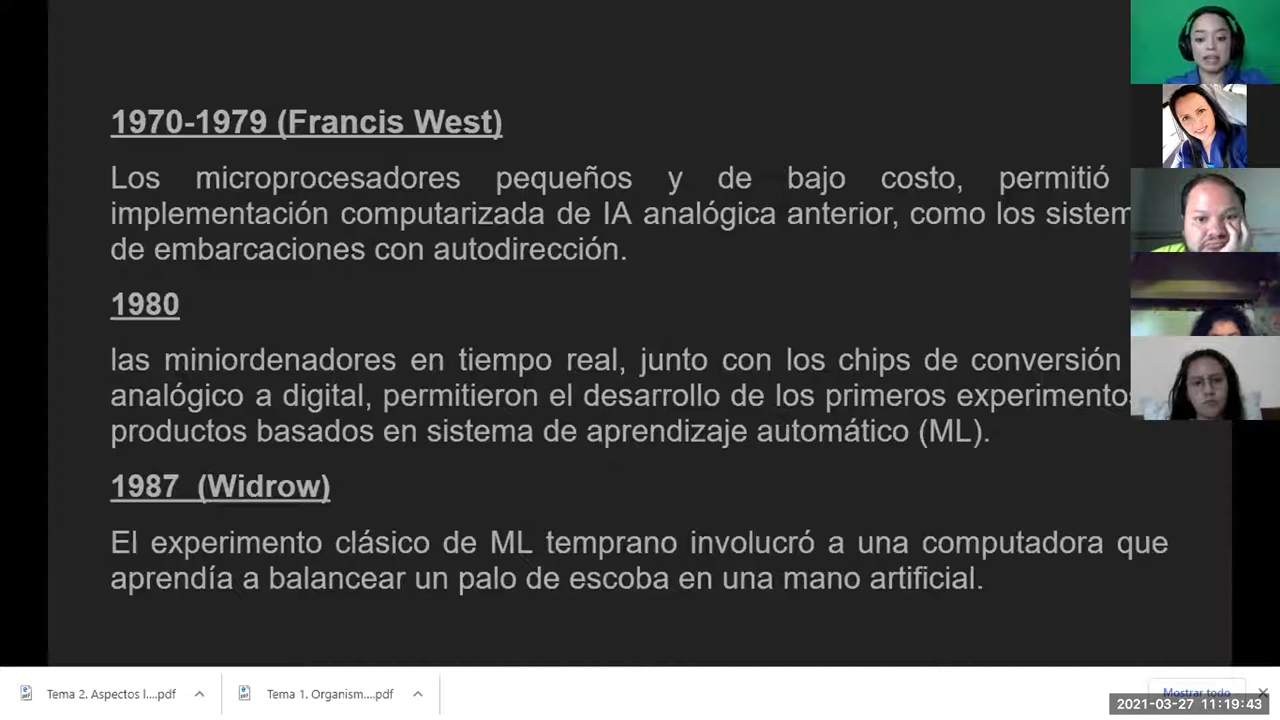 1970-1979 (Francis West)
Los microprocesadores pequeños y de bajo costo, permitió
implementación computarizada de IA analógica anterior, como los sistem
de embarcaciones con autodirección.
1980
las miniordenadores en tiempo real, junto con los chips de conversión
analógico a digital, permitieron el desarrollo de los primeros experimentos
productos basados en sistema de aprendizaje automático (ML).
1987 (Widrow)
El experimento clásico de ML temprano involucró a una computadora que
aprendía a balancear un palo de escoba en una mano artificial.
Tema 2. Aspectos l....pdf
Tema 1. Organism....pdf
Mostrar todo
2021-03-27 11:19:43